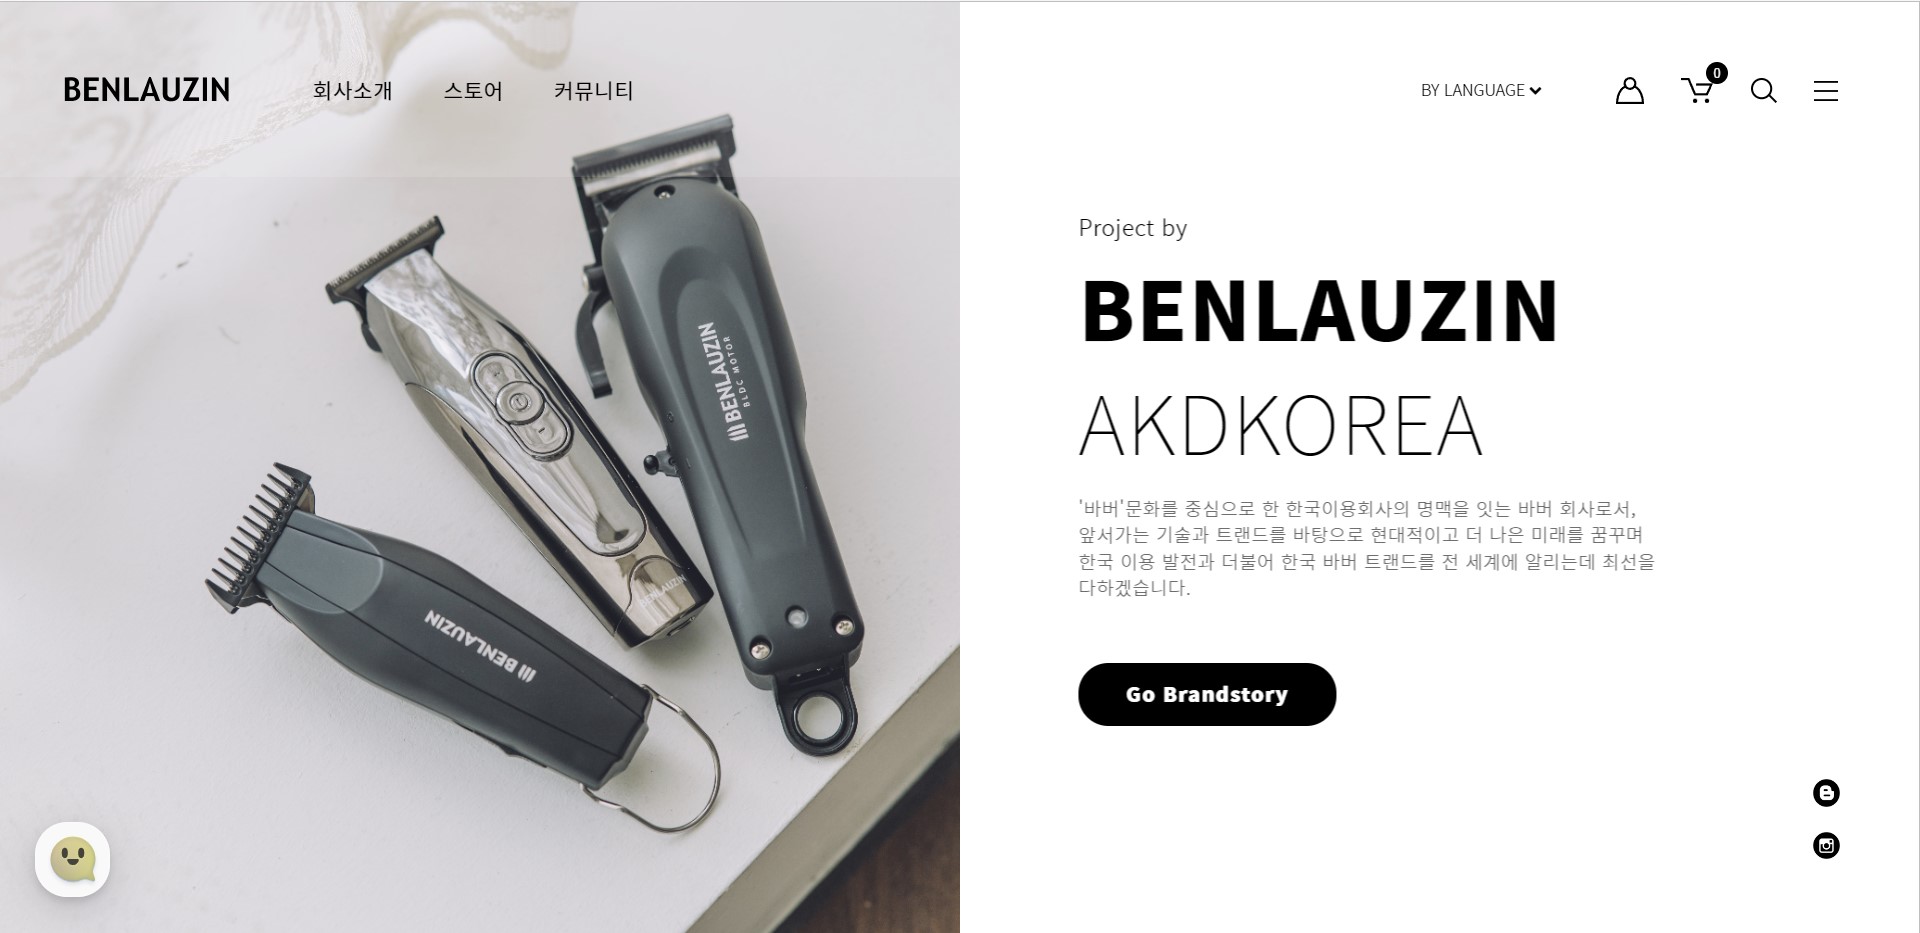 BENLAUZIN
회사소개
스토어
커뮤니티
BY LANGUAGE
0
Project by
BENLAUZIN
AKDKOREA
'바버'문화를 중심으로 한 한국이용회사의 명맥을 잇는 바버 회사로서,
앞서가는 기술과 트랜드를 바탕으로 현대적이고 더 나은 미래를 꿈꾸며
한국 이용 발전과 더불어 한국 바버 트랜드를 전 세계에 알리는데 최선을
다하겠습니다.
Go Brandstory
BENLAUZIN
BLDC MOTOR
BENLAUZIN
BENLAUZIN